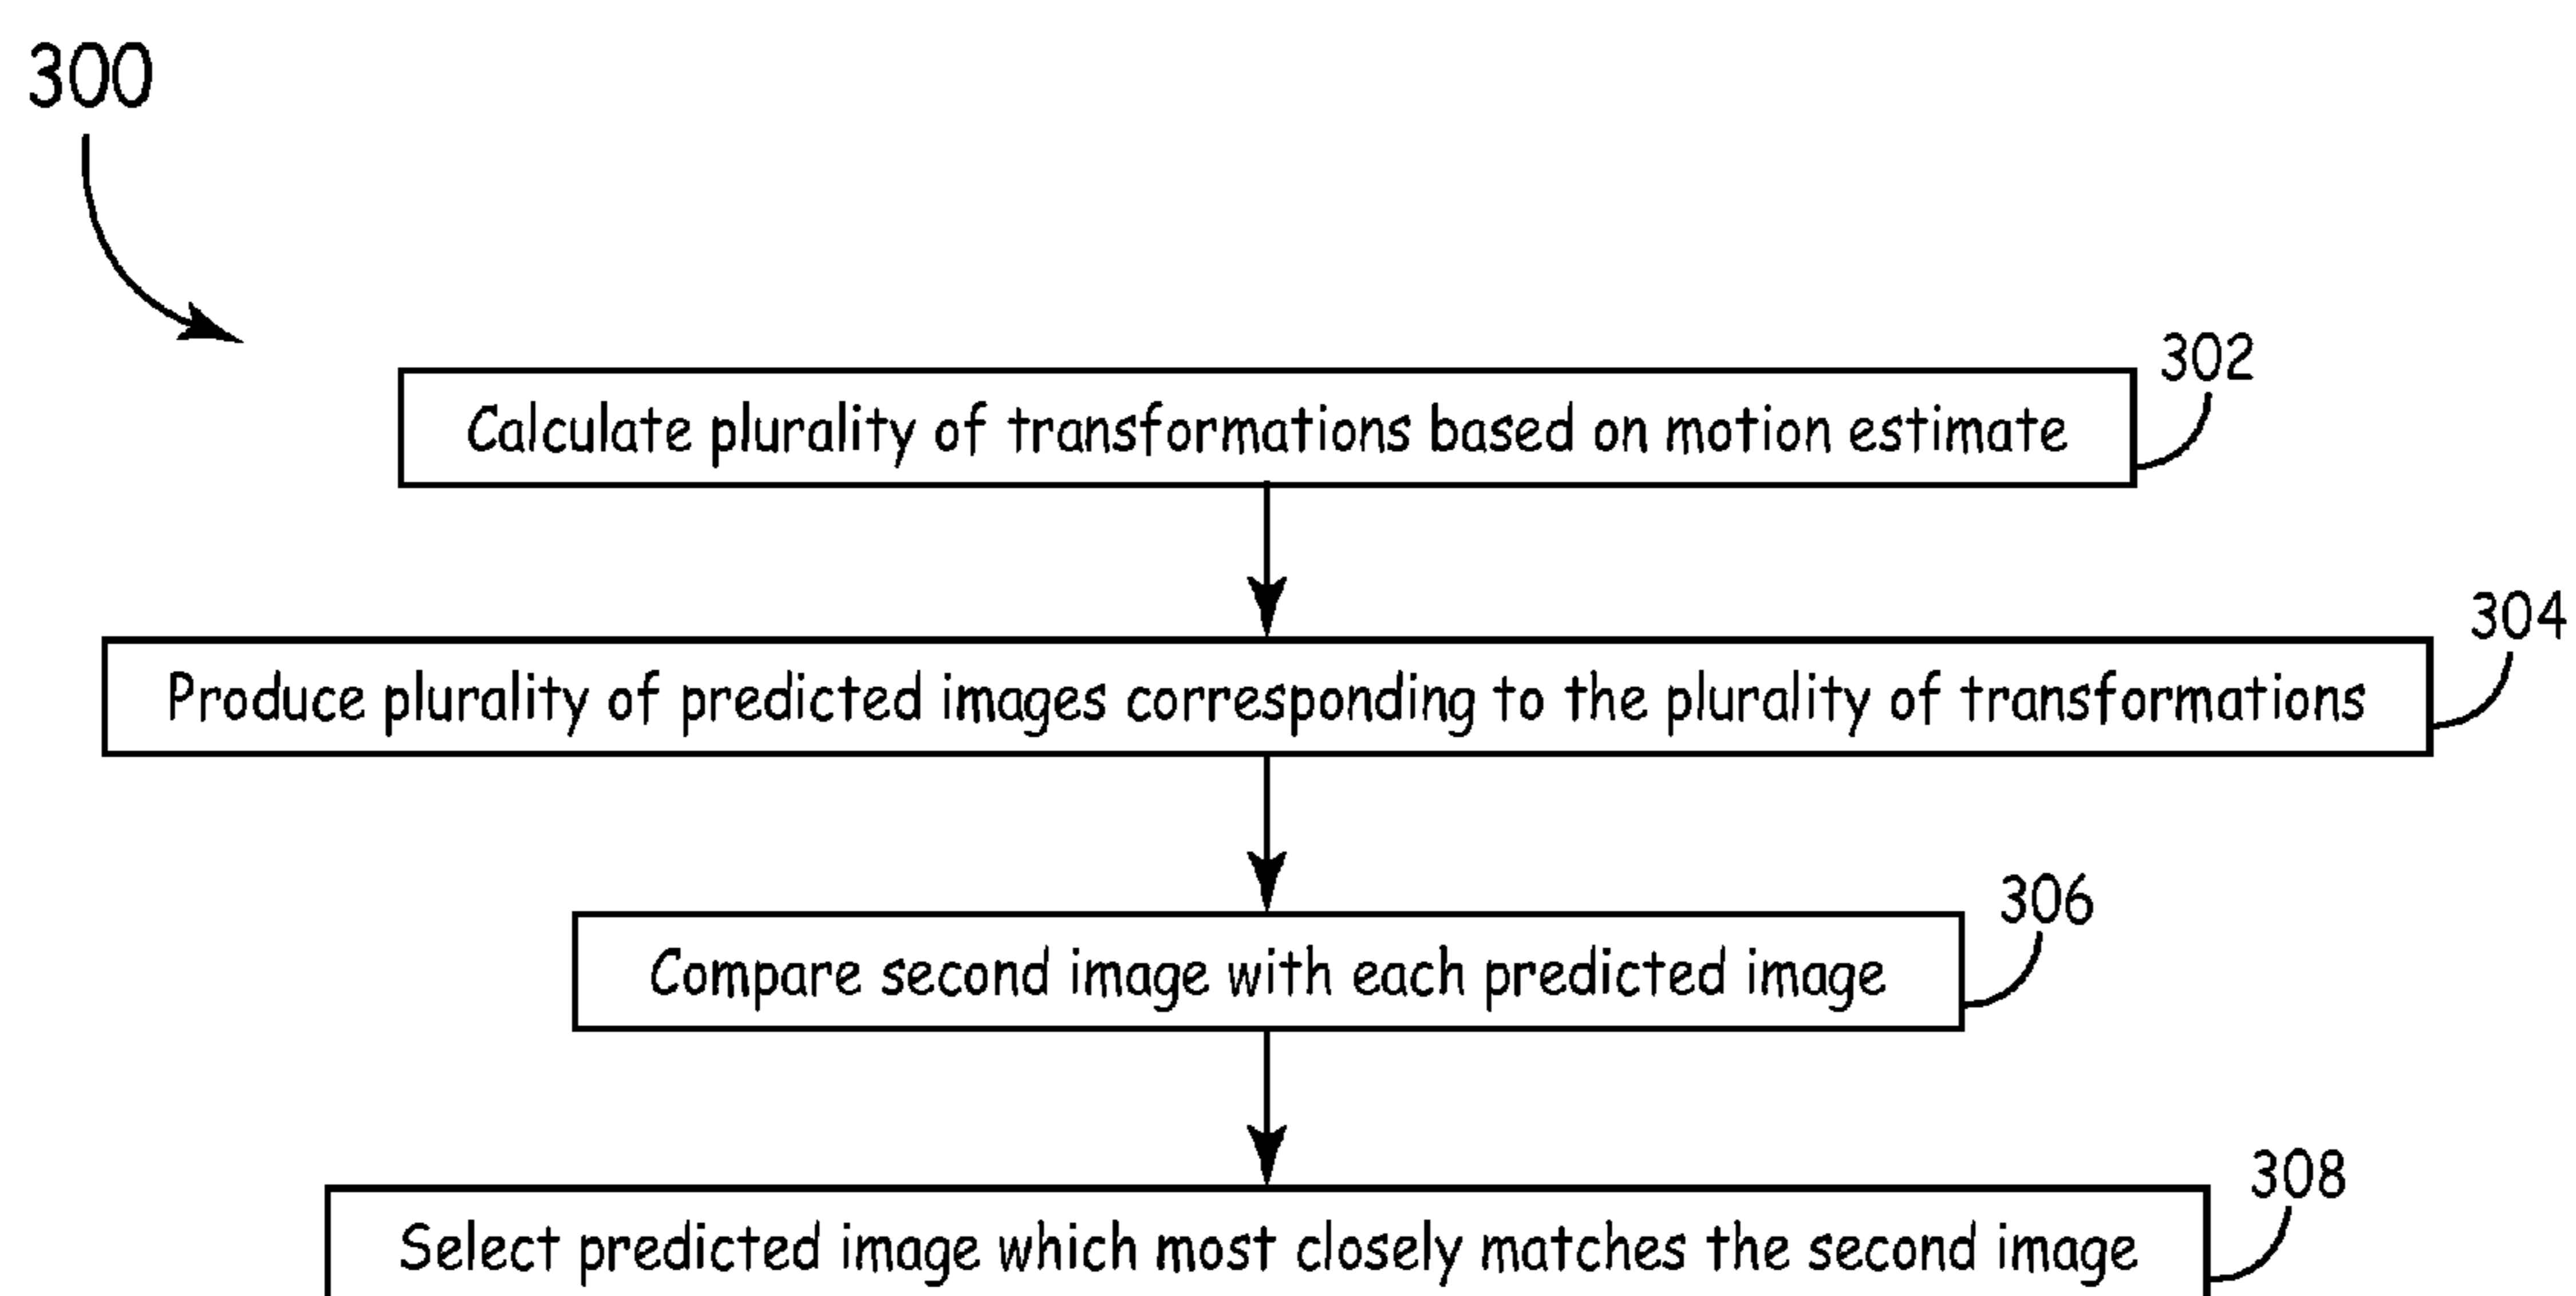 300
302
Calculate plurality of transformations based on motion estimate
304
Produce plurality of predicted images corresponding to the plurality of transformations
306
Compare second image with each predicted image
308
Select predicted image which most closely matches the second image